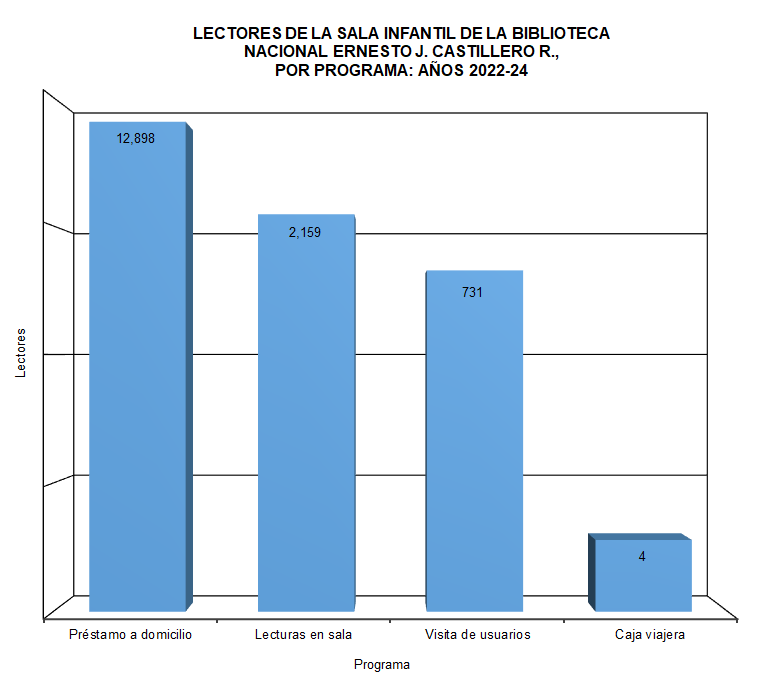 LECTORES DE LA SALA INFANTIL DE LA BIBLIOTECA
NACIONAL ERNESTO J. CASTILLERO R.,
POR PROGRAMA: AÑOS 2022-24
12,898
2,159
731
4
Lectores
Préstamo a domicilio
Lecturas en sala
Visita de usuarios
Caja viajera
Programa